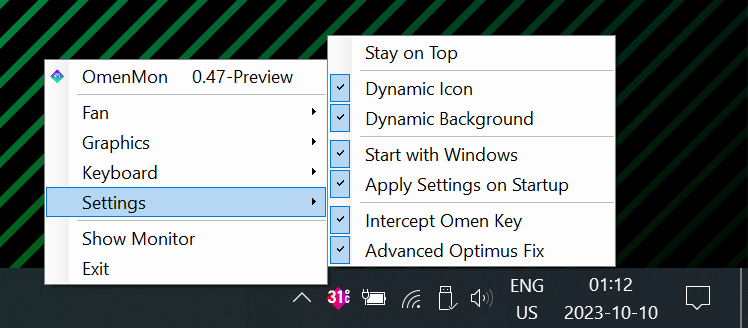 OmenMon 0.47-Preview
Fan
Graphics
Keyboard
Settings
Show Monitor
Exit
Stay on Top
Dynamic Icon
Dynamic Background
Start with Windows
Apply Settings on Startup
Intercept Omen Key
Advanced Optimus Fix
31°C
ENG
US
01:12
2023-10-10